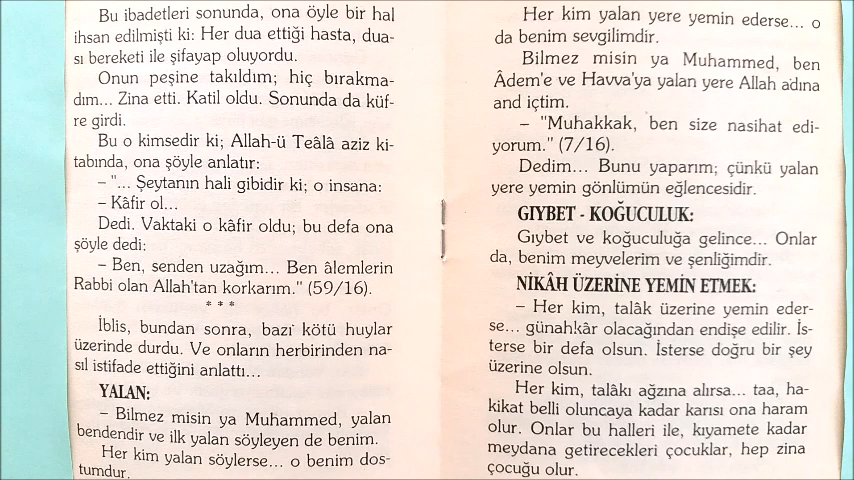 Bu ibadetleri sonunda, ona öyle bir hal
ihsan edilmişti ki: Her dua ettiği hasta, dua-
sı bereketi ile şifayap oluyordu.
Onun peşine takıldım; hiç bırakma-
dım... Zina etti. Katil oldu. Sonunda da küf-
re girdi.
Bu o kimsedir ki; Allah-ü Teâlâ aziz ki-
tabında, ona şöyle anlatır:
– "... Şeytanın hali gibidir ki; o insana:
– Kâfir ol...
Dedi. Vaktaki o kâfir oldu; bu defa ona
şöyle dedi:
– Ben, senden uzağım... Ben âlemlerin
Rabbi olan Allah'tan korkarım." (59/16).
* * *
İblis, bundan sonra, bazı kötü huylar
üzerinde durdu. Ve onların herbirinden na-
sıl istifade ettiğini anlattı...
YALAN:
– Bilmez misin ya Muhammed, yalan
bendendir ve ilk yalan söyleyen de benim.
Her kim yalan söylerse... o benim dos-
tumdur.
Her kim yalan yere yemin ederse... o
da benim sevgilimdir.
Bilmez misin ya Muhammed, ben
Âdem'e ve Havva'ya yalan yere Allah adına
and içtim.
– "Muhakkak, ben size nasihat edi-
yorum." (7/16).
Dedim... Bunu yaparım; çünkü yalan
yere yemin gönlümün eğlencesidir.
GIYBET - KOĞUCULUK:
Gıybet ve koğuculuğa gelince... Onlar
da, benim meyvelerim ve şenliğimdir.
NİKÂH ÜZERİNE YEMİN ETMEK:
– Her kim, talâk üzerine yemin eder-
se... günahkâr olacağından endişe edilir. İs-
terse bir defa olsun. İsterse doğru bir şey
üzerine olsun.
Her kim, talâkı ağzına alırsa... taa, ha-
kikat belli oluncaya kadar karısı ona haram
olur. Onlar bu halleri ile, kıyamete kadar
meydana getirecekleri çocuklar, hep zina
çocuğu olur.